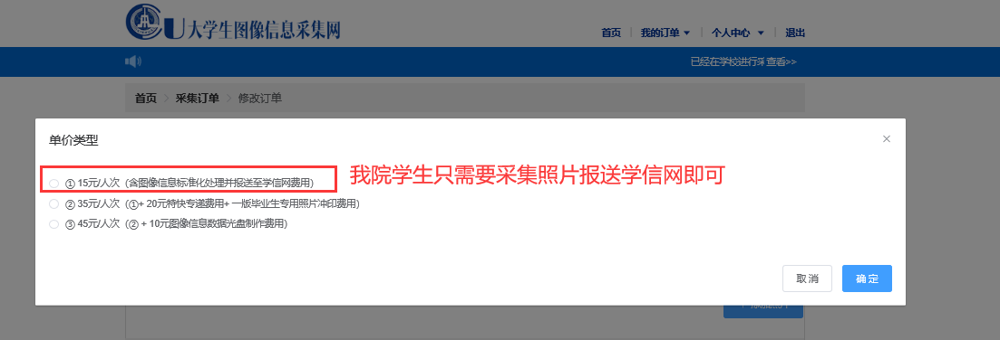 大学生图像信息采集网
首页 我的订单 个人中心 退出
已经在学校进行采 查看>>
首页 > 采集订单 > 修改订单
单价类型
① 15元/人次 (含图像信息标准化处理并报送至学信网费用)
我院学生只需要采集照片报送学信网即可
② 35元/人次 (①+ 20元特快专递费用+ 一版毕业生专用照片冲印费用)
③ 45元/人次 (② + 10元图像信息数据光盘制作费用)
取消 确定